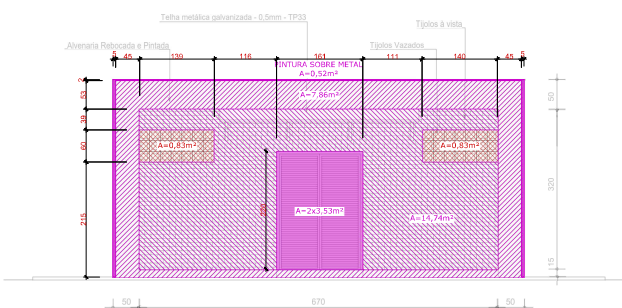 Telha metálica galvanizada - 0,5mm - TP33
Tijolos à vista
Alvenaria Rebocada e Pintada
Tijolos Vazados
5 45 139 116 161 111 140 45 5
PINTURA SOBRE METAL
A=0,52m²
2
A=7,86m²
53
50
39
60
A=0,83m²
A=0,83m²
320
215
220
A=2x3,53m²
A=14,74m²
15
50 670 50